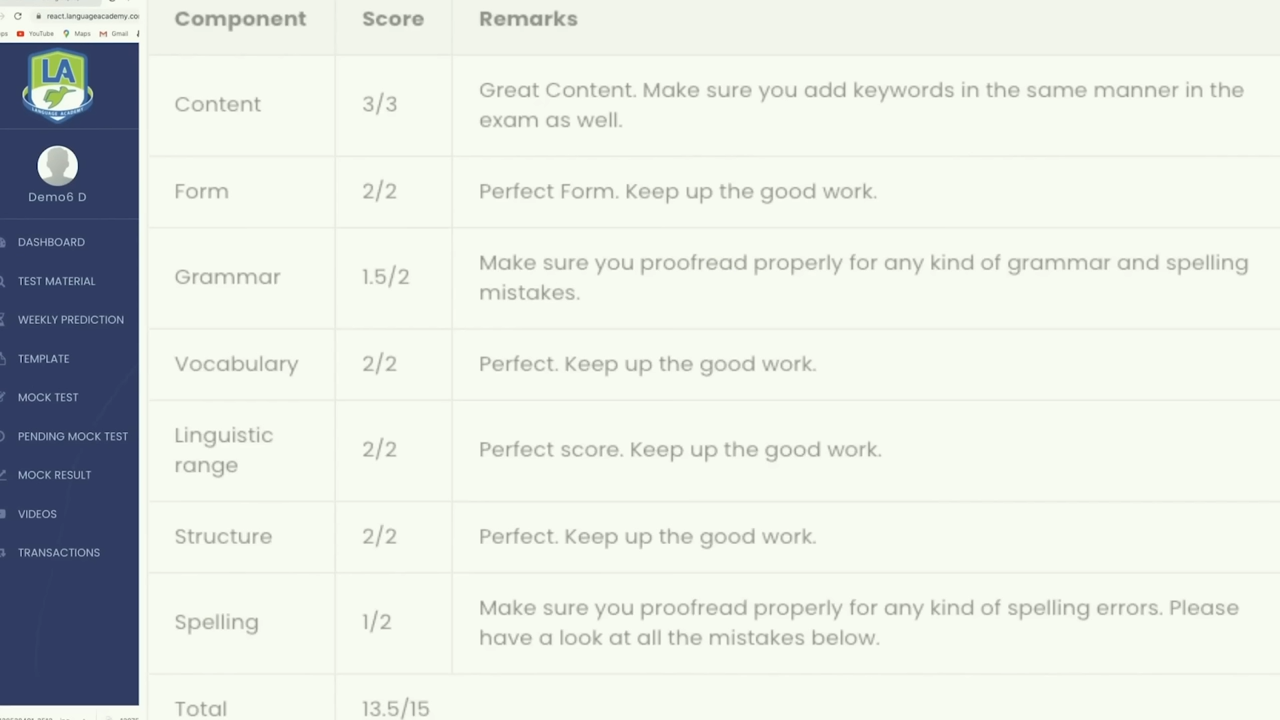 react.languageacademy.co
YouTube Maps Gmail
LA
LANGUAGE ACADEMY
Demo6 D
DASHBOARD
TEST MATERIAL
WEEKLY PREDICTION
TEMPLATE
MOCK TEST
PENDING MOCK TEST
MOCK RESULT
VIDEOS
TRANSACTIONS
Component Score Remarks
Content 3/3 Great Content. Make sure you add keywords in the same manner in the
exam as well.
Form 2/2 Perfect Form. Keep up the good work.
Grammar 1.5/2 Make sure you proofread properly for any kind of grammar and spelling
mistakes.
Vocabulary 2/2 Perfect. Keep up the good work.
Linguistic
range 2/2 Perfect score. Keep up the good work.
Structure 2/2 Perfect. Keep up the good work.
Spelling 1/2 Make sure you proofread properly for any kind of spelling errors. Please
have a look at all the mistakes below.
Total 13.5/15